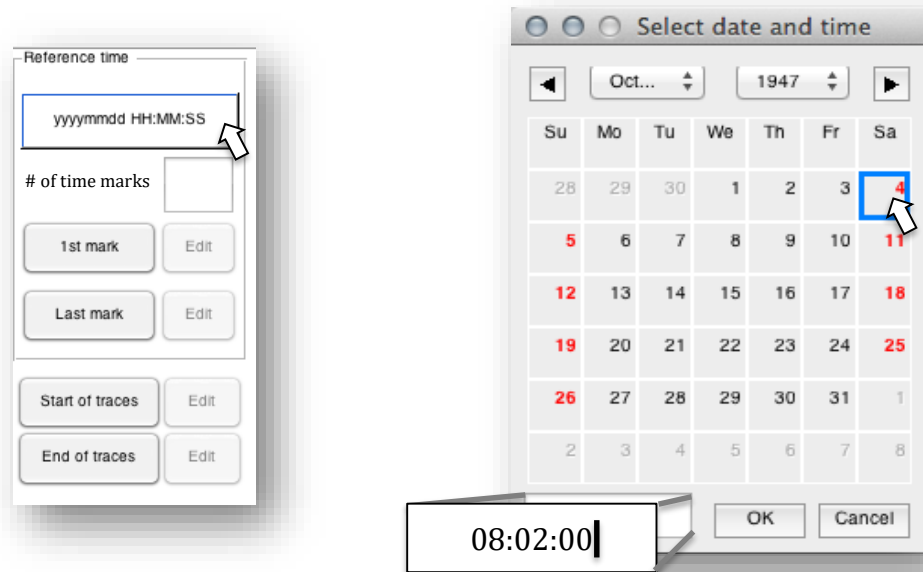 Reference time
yyyymmdd HH:MM:SS
# of time marks
1st mark Edit
Last mark Edit
Start of traces Edit
End of traces Edit
Select date and time
Oct... 1947
Su Mo Tu We Th Fr Sa
28 29 30 1 2 3 4
5 6 7 8 9 10 11
12 13 14 15 16 17 18
19 20 21 22 23 24 25
26 27 28 29 30 31 1
2 3 4 5 6 7 8
08:02:00
OK Cancel